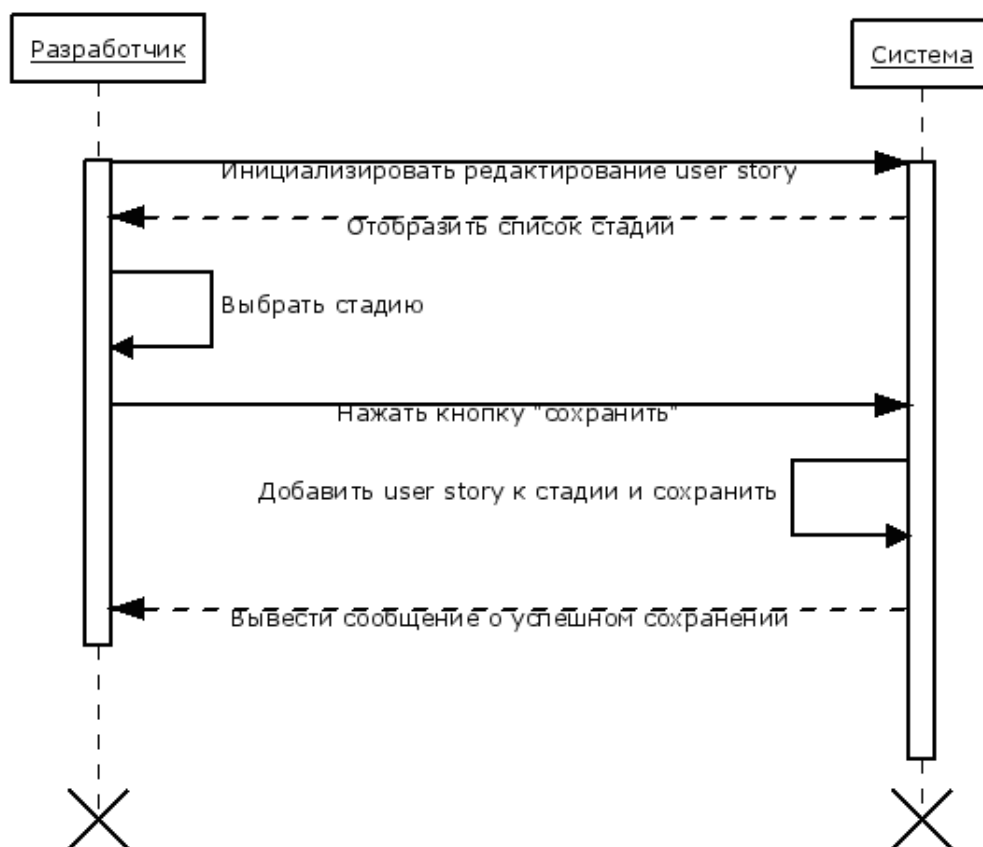 Разработчик
Система
Инициализировать редактирование user story
Отобразить список стадии
Выбрать стадию
Нажать кнопку "сохранить"
Добавить user story к стадии и сохранить
Вывести сообщение о успешном сохранении